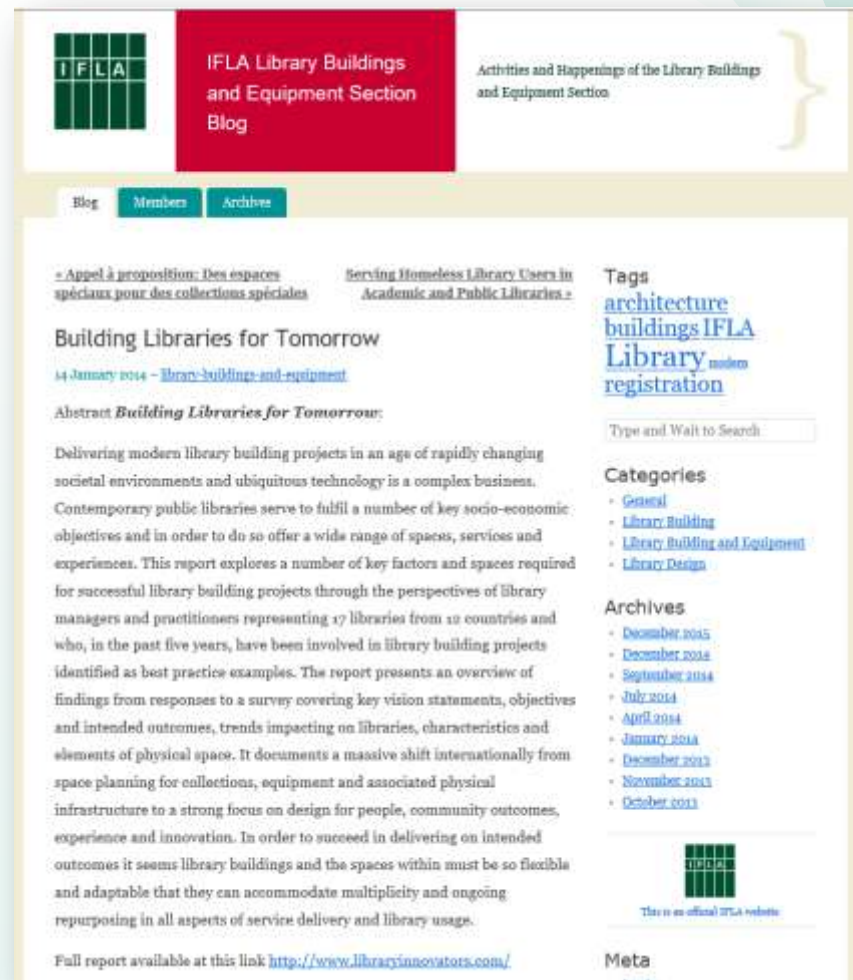 IFLA
IFLA Library Buildings
and Equipment Section
Blog
Activities and Happenings of the Library Buildings
and Equipment Section
}
Blog
Members
Archives
« Appel à proposition: Des espaces
spéciaux pour des collections spéciales
Serving Homeless Library Users in
Academic and Public Libraries »
Building Libraries for Tomorrow
14 January 2014 – library-buildings-and-equipment
Abstract Building Libraries for Tomorrow:
Delivering modern library building projects in an age of rapidly changing
societal environments and ubiquitous technology is a complex business.
Contemporary public libraries serve to fulfil a number of key socio-economic
objectives and in order to do so offer a wide range of spaces, services and
experiences. This report explores a number of key factors and spaces required
for successful library building projects through the perspectives of library
managers and practitioners representing 17 libraries from 12 countries and
who, in the past five years, have been involved in library building projects
identified as best practice examples. The report presents an overview of
findings from responses to a survey covering key vision statements, objectives
and intended outcomes, trends impacting on libraries, characteristics and
elements of physical space. It documents a massive shift internationally from
space planning for collections, equipment and associated physical
infrastructure to a strong focus on design for people, community outcomes,
experience and innovation. In order to succeed in delivering on intended
outcomes it seems library buildings and the spaces within must be so flexible
and adaptable that they can accommodate multiplicity and ongoing
repurposing in all aspects of service delivery and library usage.
Full report available at this link http://www.libraryinnovators.com/
Tags
architecture
buildings IFLA
Library modern
registration
Type and Wait to Search
Categories
General
Library Building
Library Building and Equipment
Library Design
Archives
December 2015
December 2014
September 2014
July 2014
April 2014
January 2014
December 2013
November 2013
October 2013
IFLA
This is an official IFLA website
Meta